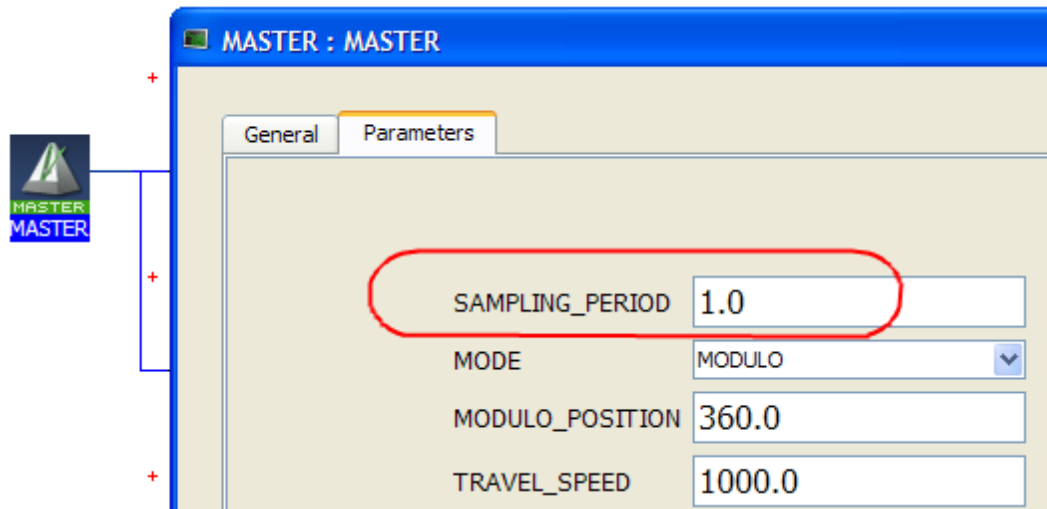 MASTER : MASTER
General
Parameters
MASTER
MASTER
SAMPLING_PERIOD 1.0
MODE MODULO
MODULO_POSITION 360.0
TRAVEL_SPEED 1000.0